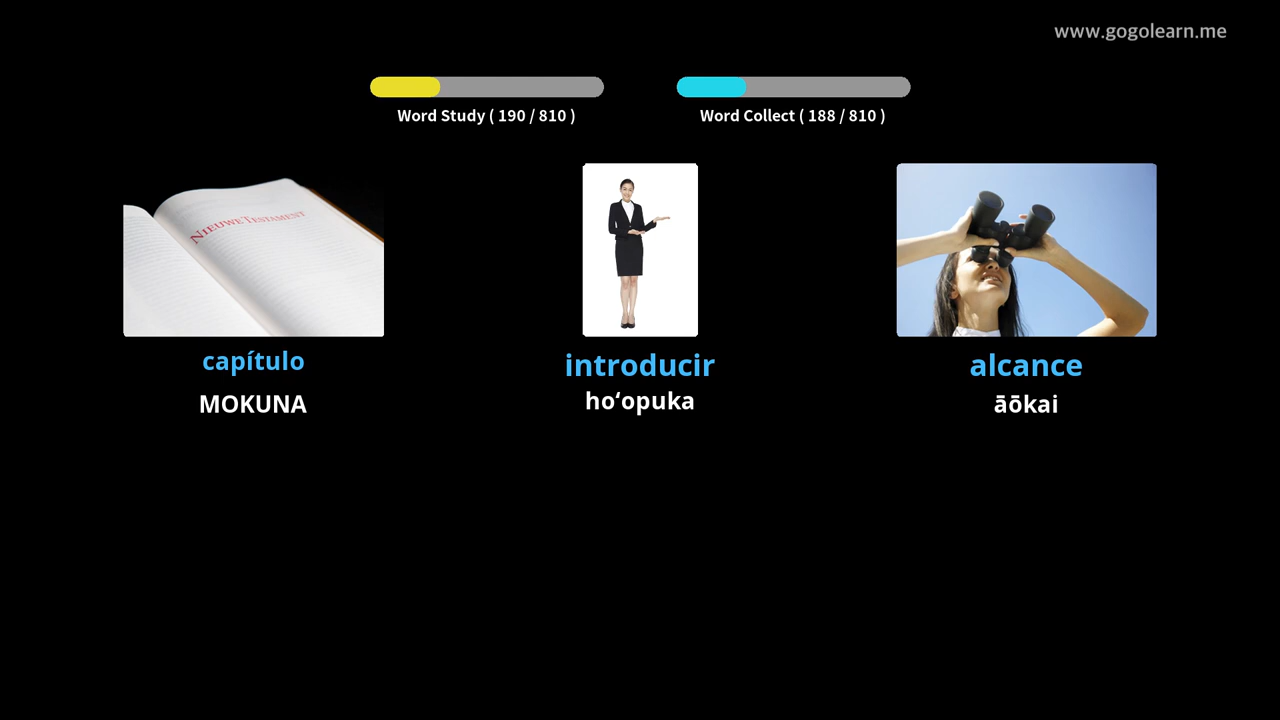 www.gogolearn.me
Word Study ( 190 / 810 )
Word Collect ( 188 / 810 )
NIEUWE TESTAMENT
capítulo
MOKUNA
introducir
hoʻopuka
alcance
āōkai